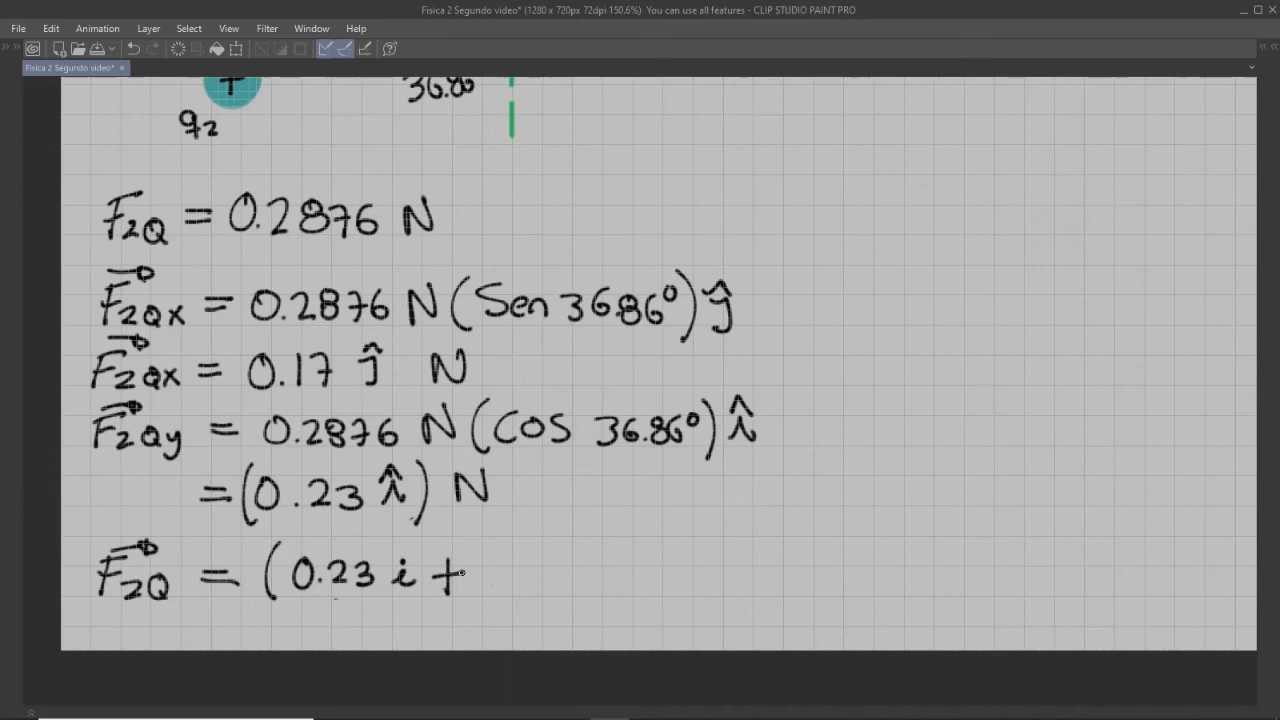 Fisica 2 Segundo video* (1280 x 720px 72dpi 150.6%) You can use all features - CLIP STUDIO PAINT PRO
File Edit Animation Layer Select View Filter Window Help
Fisica 2 Segundo video*
+
36.86
q₂
F₂Q = 0.2876 N
F₂Qx = 0.2876 N (Sen 36.86°) ĵ
F₂Qx = 0.17 ĵ N
F₂Qy = 0.2876 N (COS 36.86°) î
= (0.23 î) N
F₂Q = (0.23 i +